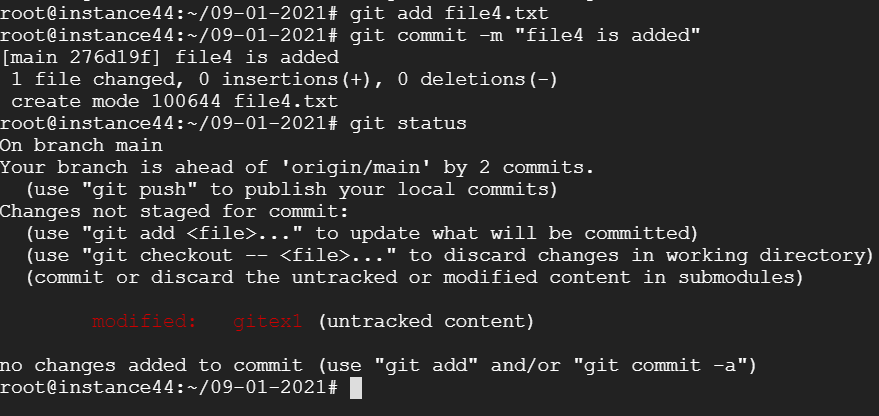 root@instance44:~/09-01-2021# git add file4.txt
root@instance44:~/09-01-2021# git commit -m "file4 is added"
[main 276d19f] file4 is added
 1 file changed, 0 insertions(+), 0 deletions(-)
 create mode 100644 file4.txt
root@instance44:~/09-01-2021# git status
On branch main
Your branch is ahead of 'origin/main' by 2 commits.
  (use "git push" to publish your local commits)
Changes not staged for commit:
  (use "git add <file>..." to update what will be committed)
  (use "git checkout -- <file>..." to discard changes in working directory)
  (commit or discard the untracked or modified content in submodules)
        modified:   gitex1 (untracked content)
no changes added to commit (use "git add" and/or "git commit -a")
root@instance44:~/09-01-2021#